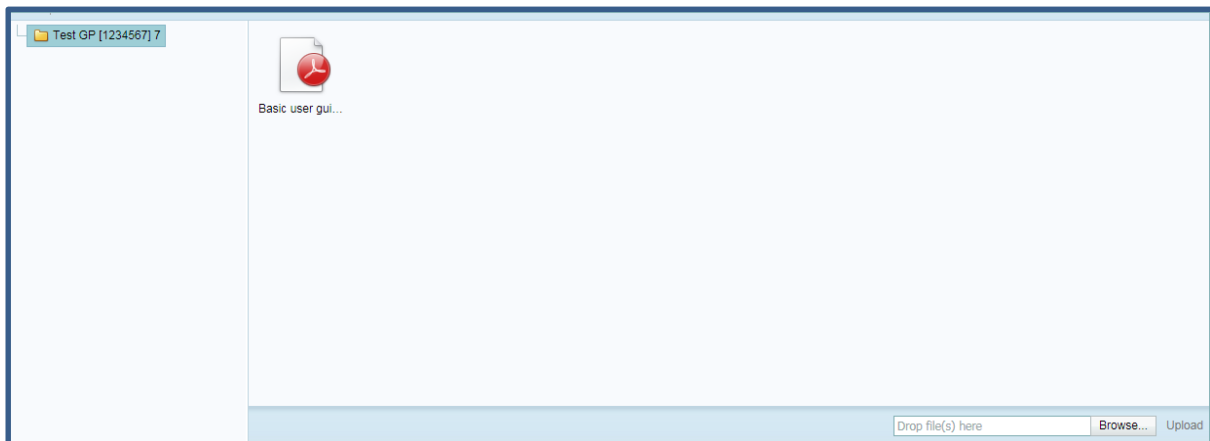 Test GP [1234567] 7
Basic user gui...
Drop file(s) here
Browse...
Upload